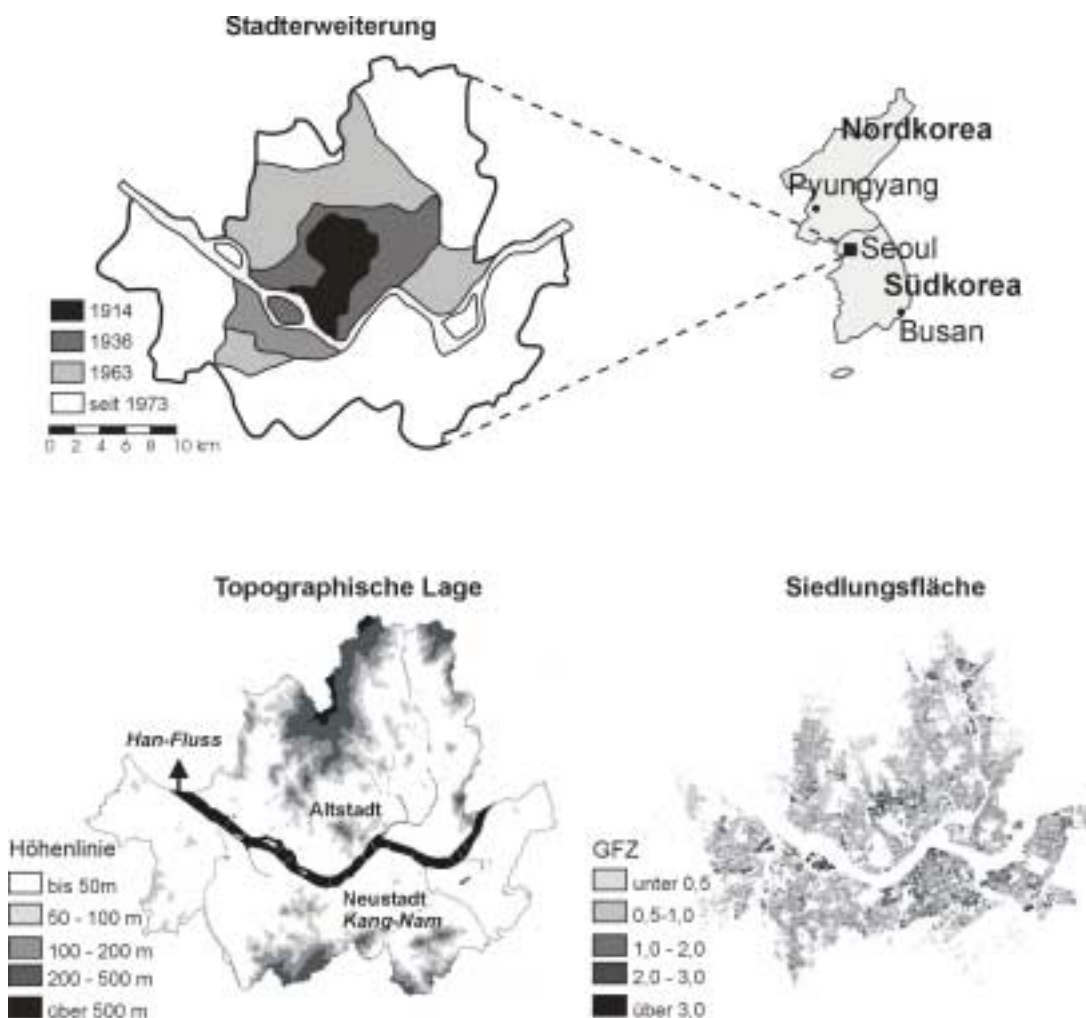 Stadterweiterung
Nordkorea
Pyungyang
Seoul
Südkorea
Busan
1914
1936
1963
seit 1973
0 2 4 6 8 10 km
Topographische Lage
Han-Fluss
Altstadt
Neustadt
Kang-Nam
Höhenlinie
bis 50m
50 - 100 m
100 - 200 m
200 - 500 m
über 500 m
Siedlungsfläche
GFZ
unter 0,5
0,5-1,0
1,0 - 2,0
2,0 - 3,0
über 3,0